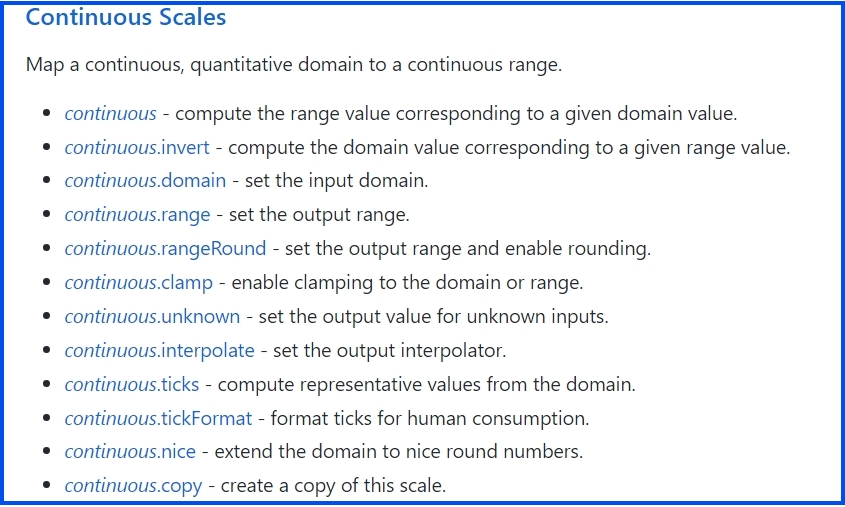 Continuous Scales
Map a continuous, quantitative domain to a continuous range.
• continuous - compute the range value corresponding to a given domain value.
• continuous.invert - compute the domain value corresponding to a given range value.
• continuous.domain - set the input domain.
• continuous.range - set the output range.
• continuous.rangeRound - set the output range and enable rounding.
• continuous.clamp - enable clamping to the domain or range.
• continuous.unknown - set the output value for unknown inputs.
• continuous.interpolate - set the output interpolator.
• continuous.ticks - compute representative values from the domain.
• continuous.tickFormat - format ticks for human consumption.
• continuous.nice - extend the domain to nice round numbers.
• continuous.copy - create a copy of this scale.